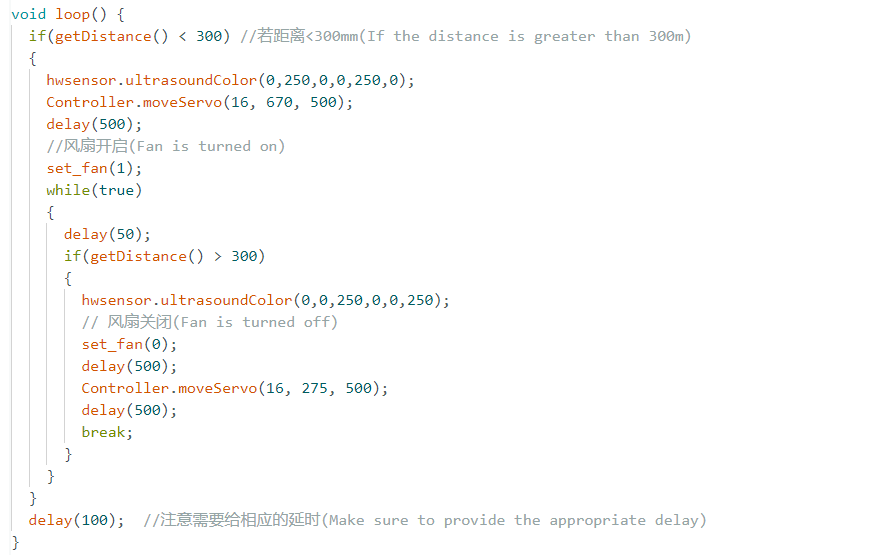 void loop() {
if(getDistance() < 300) //若距离<300mm(If the distance is greater than 300m)
{
hwsensor.ultrasoundColor(0,250,0,0,250,0);
Controller.moveServo(16, 670, 500);
delay(500);
//风扇开启(Fan is turned on)
set_fan(1);
while(true)
{
delay(50);
if(getDistance() > 300)
{
hwsensor.ultrasoundColor(0,0,250,0,0,250);
// 风扇关闭(Fan is turned off)
set_fan(0);
delay(500);
Controller.moveServo(16, 275, 500);
delay(500);
break;
}
}
}
delay(100);  //注意需要给相应的延时(Make sure to provide the appropriate delay)
}